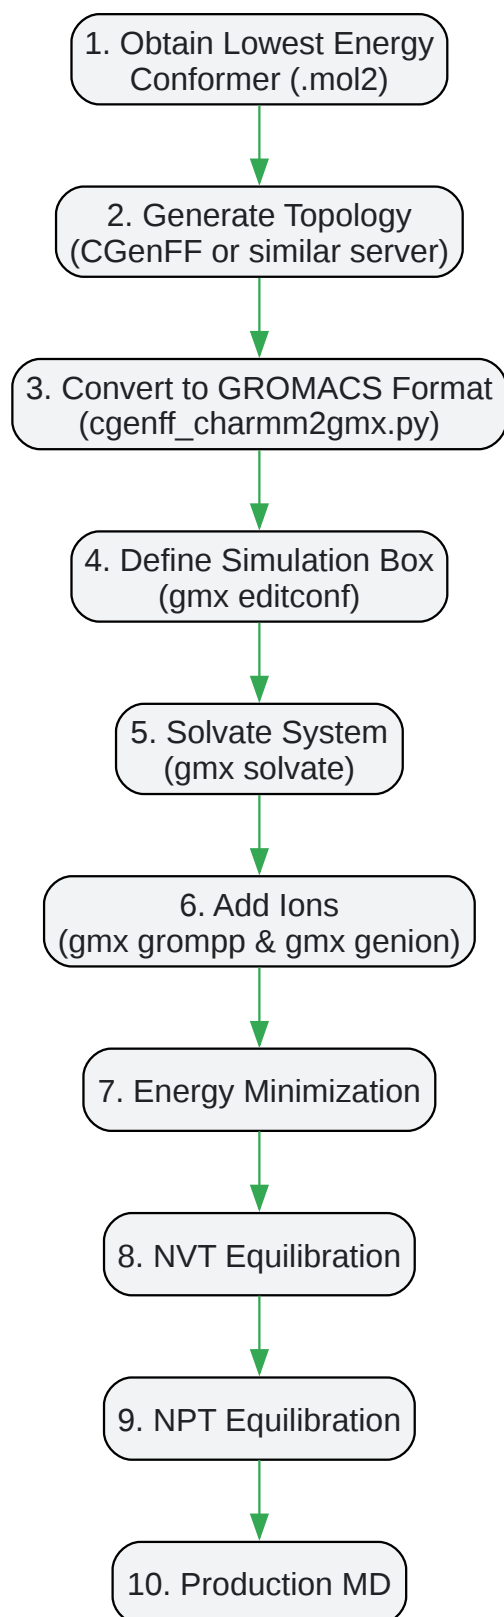 1. Obtain Lowest Energy
Conformer (.mol2)
2. Generate Topology
(CGenFF or similar server)
3. Convert to GROMACS Format
(cgenff_charmm2gmx.py)
4. Define Simulation Box
(gmx editconf)
5. Solvate System
(gmx solvate)
6. Add Ions
(gmx grompp & gmx genion)
7. Energy Minimization
8. NVT Equilibration
9. NPT Equilibration
10. Production MD